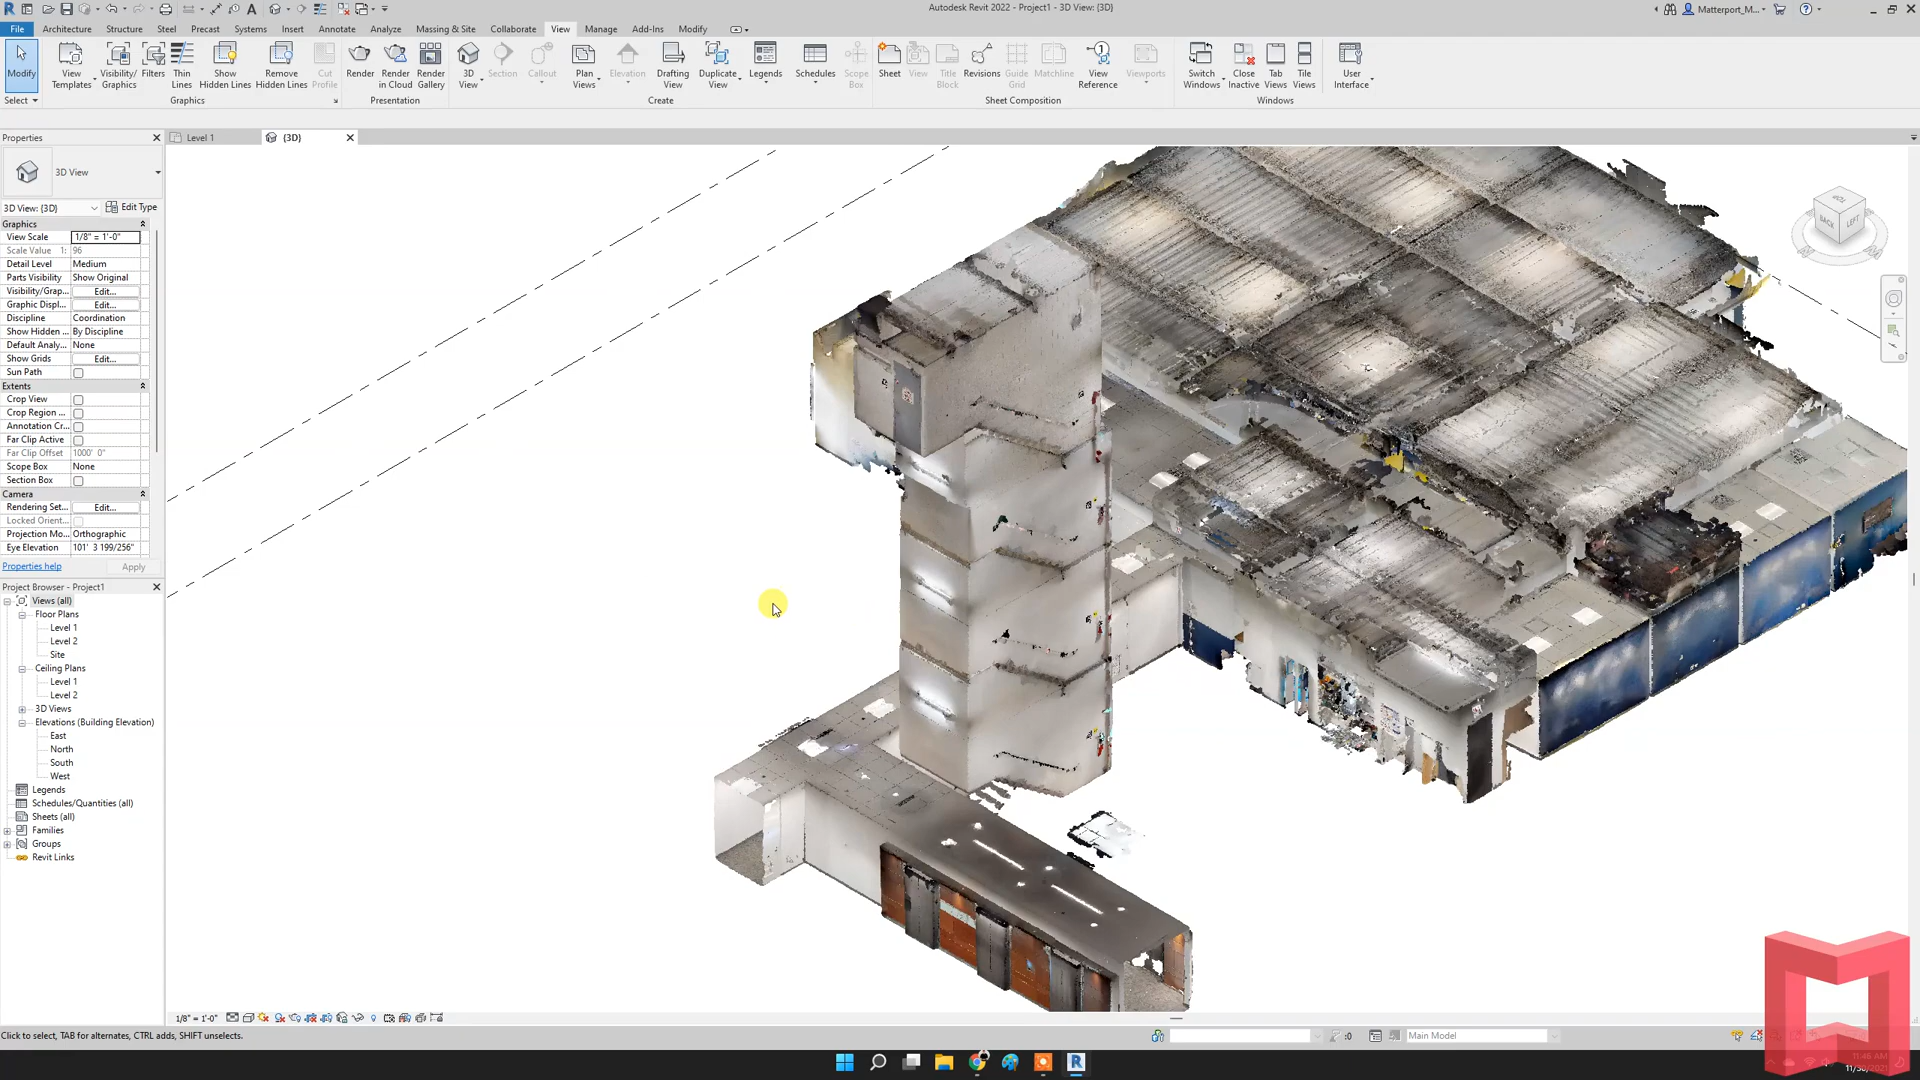 Autodesk Revit 2022 - Project1 - 3D View: {3D}
Matterport_M...
File Architecture Structure Steel Precast Systems Insert Annotate Analyze Massing & Site Collaborate View Manage Add-Ins Modify
Modify
View Templates
Visibility/ Graphics
Filters
Thin Lines
Show Hidden Lines
Remove Hidden Lines
Cut Profile
Render
Render in Cloud
Render Gallery
3D View
Section
Callout
Plan Views
Elevation
Drafting View
Duplicate View
Legends
Schedules
Scope Box
Sheet
View
Title Block
Revisions
Guide Grid
Matchline
View Reference
Viewports
Switch Windows
Close Inactive
Tab Views
Tile Views
User Interface
Select Graphics Presentation Create Sheet Composition Windows
Properties
Level 1
{3D}
3D View
3D View: {3D} Edit Type
Graphics
View Scale 1/8" = 1'-0"
Scale Value 1: 96
Detail Level Medium
Parts Visibility Show Original
Visibility/Grap... Edit...
Graphic Displ... Edit...
Discipline Coordination
Show Hidden ... By Discipline
Default Analy... None
Show Grids Edit...
Sun Path
Extents
Crop View
Crop Region ...
Annotation Cr...
Far Clip Active
Far Clip Offset 1000' 0"
Scope Box None
Section Box
Camera
Rendering Set... Edit...
Locked Orient...
Projection Mo... Orthographic
Eye Elevation 101' 3 199/256"
Properties help Apply
Project Browser - Project1
Views (all)
Floor Plans
Level 1
Level 2
Site
Ceiling Plans
Level 1
Level 2
3D Views
Elevations (Building Elevation)
East
North
South
West
Legends
Schedules/Quantities (all)
Sheets (all)
Families
Groups
Revit Links
TOP
BACK
LEFT
1/8" = 1'-0"
Click to select, TAB for alternates, CTRL adds, SHIFT unselects.
:0
Main Model
11:45 AM
11/30/2021